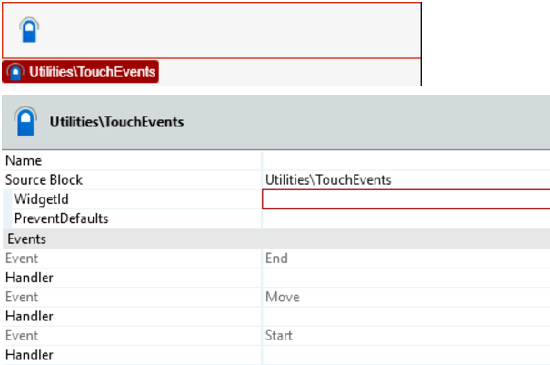 Utilities\TouchEvents
Utilities\TouchEvents
Name
Source Block Utilities\TouchEvents
WidgetId
PreventDefaults
Events
Event End
Handler
Event Move
Handler
Event Start
Handler